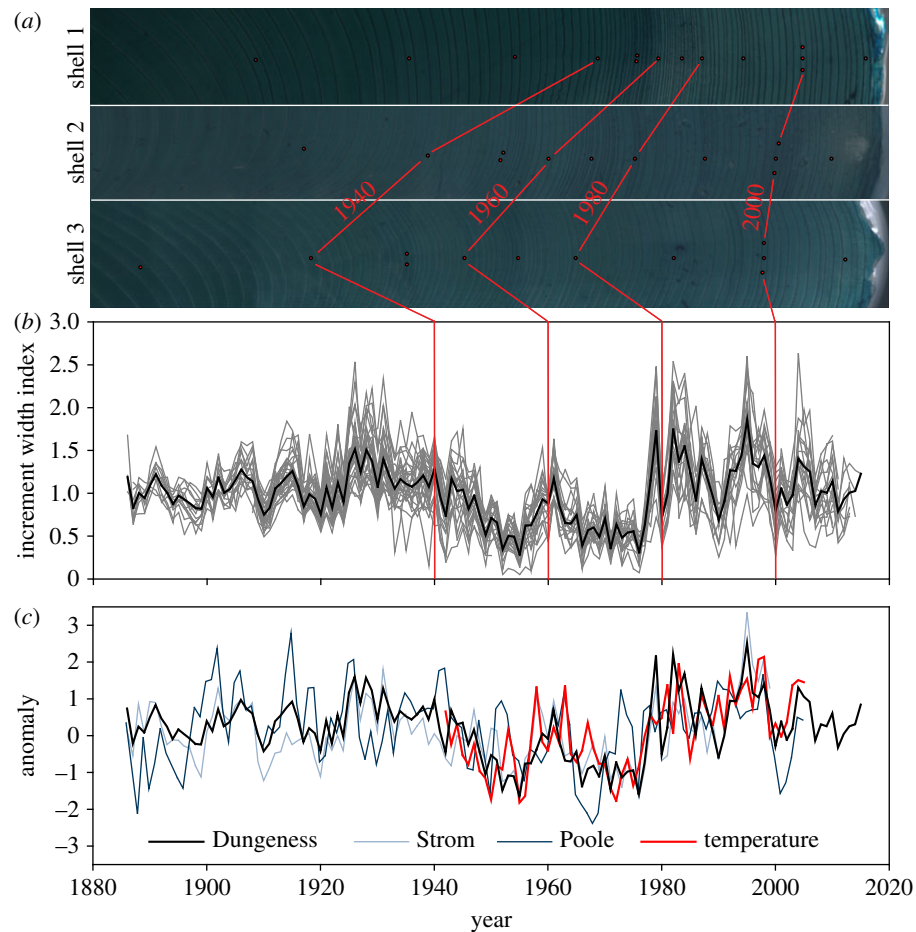 (a)
shell 1
shell 2
shell 3
1940
1960
1980
2000
(b)
increment width index
3.0
2.5
2.0
1.5
1.0
0.5
0
(c)
anomaly
3
2
1
0
−1
−2
−3
Dungeness Strom Poole temperature
1880 1900 1920 1940 1960 1980 2000 2020
year